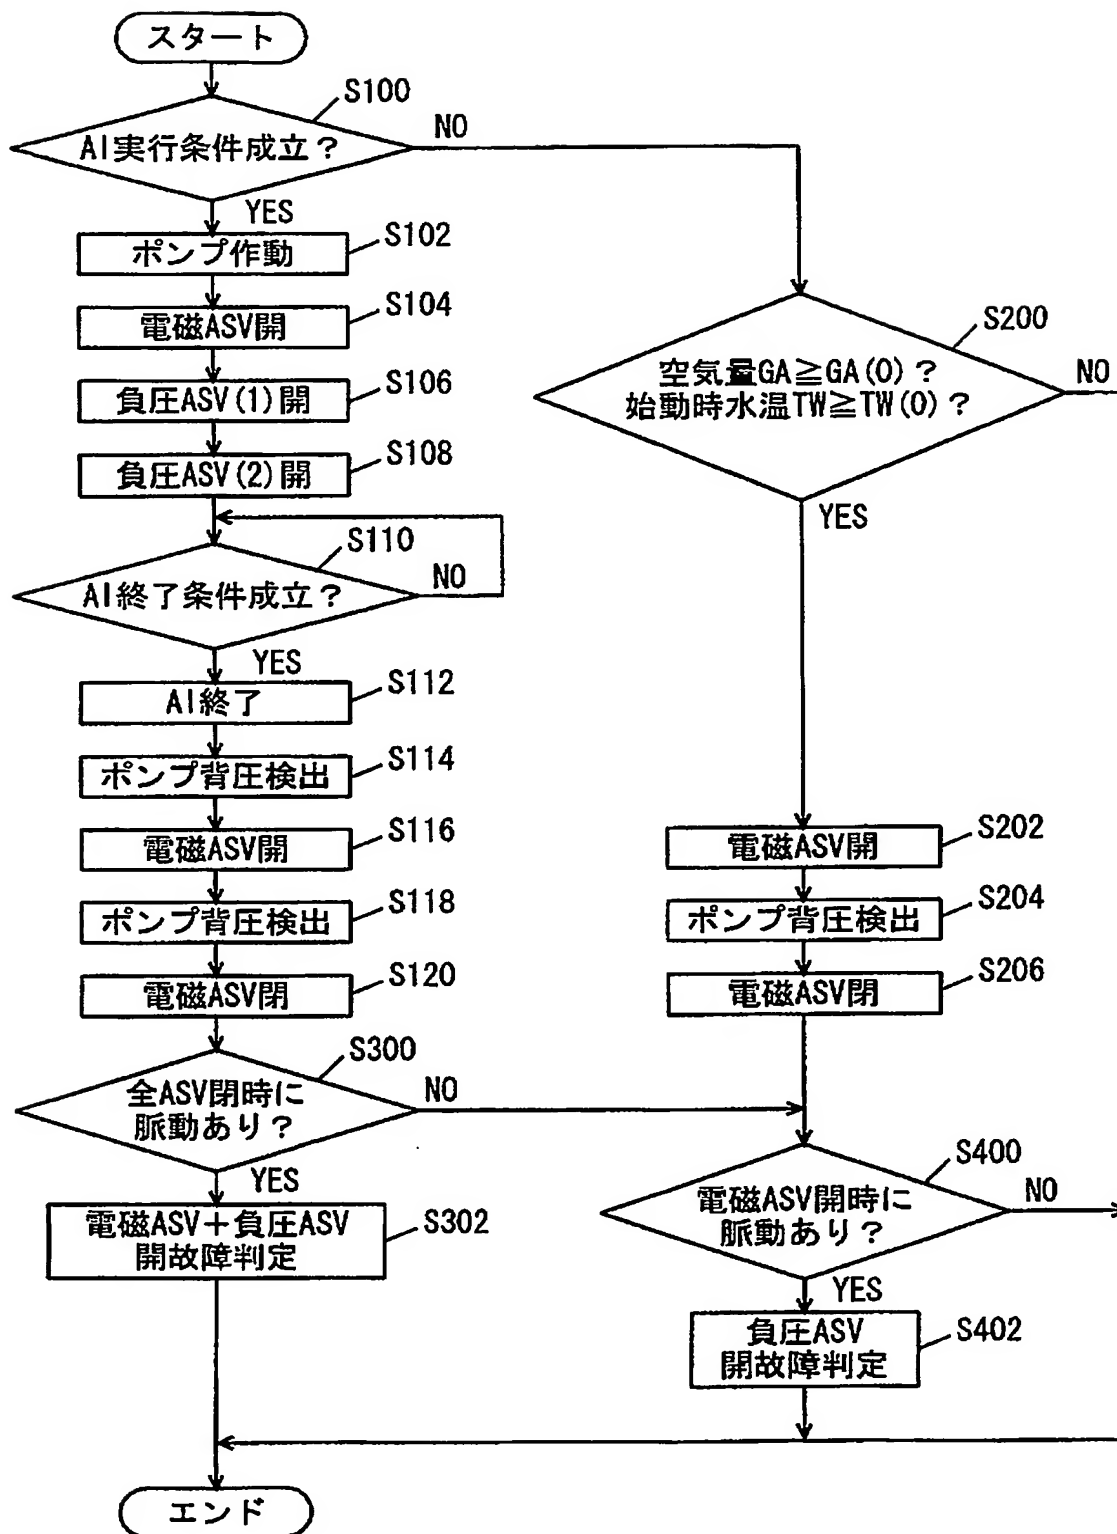 スタート
S100
AI実行条件成立?
NO
YES
S102
ポンプ作動
S104
電磁ASV開
S106
負圧ASV(1)開
S108
負圧ASV(2)開
S110
AI終了条件成立?
NO
YES
S112
AI終了
S114
ポンプ背圧検出
S116
電磁ASV開
S118
ポンプ背圧検出
S120
電磁ASV閉
S300
全ASV閉時に
脈動あり?
NO
YES
S302
電磁ASV+負圧ASV
開故障判定
S200
空気量GA≧GA(0)?
始動時水温TW≧TW(0)?
NO
YES
S202
電磁ASV開
S204
ポンプ背圧検出
S206
電磁ASV閉
S400
電磁ASV開時に
脈動あり?
NO
YES
S402
負圧ASV
開故障判定
エンド